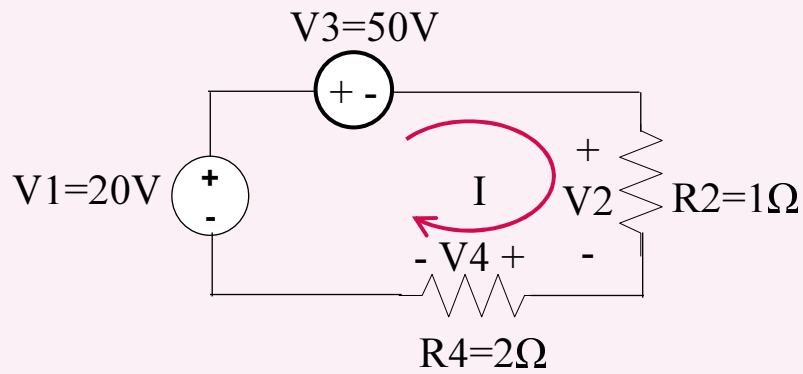 V3=50V
+ -
+
V1=20V
-
I
+
V2
-
R2=1Ω
- V4 +
R4=2Ω